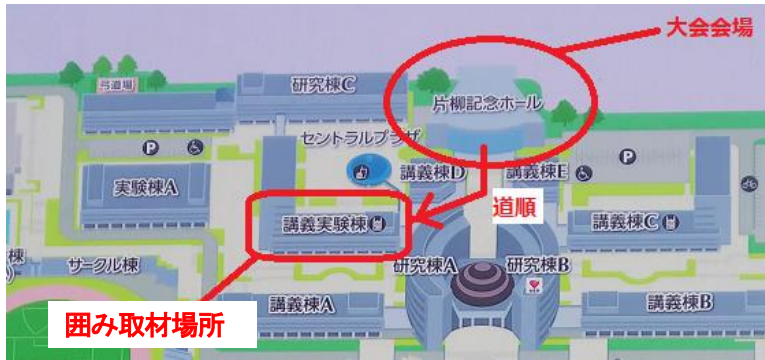 大会会場
弓道場
研究棟C
片柳記念ホール
セントラルプラザ
P
P
実験棟A
講義棟D
講義棟E
道順
講義実験棟
講義棟C
棟
サークル棟
研究棟A
研究棟B
講義棟A
講義棟B
囲み取材場所